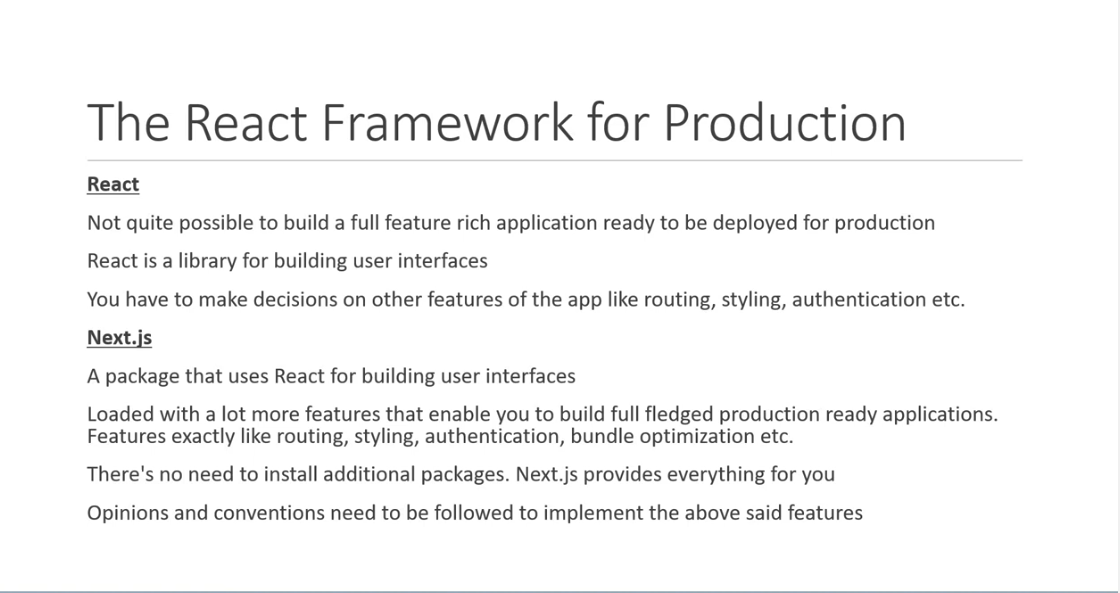 The React Framework for Production
React
Not quite possible to build a full feature rich application ready to be deployed for production
React is a library for building user interfaces
You have to make decisions on other features of the app like routing, styling, authentication etc.
Next.js
A package that uses React for building user interfaces
Loaded with a lot more features that enable you to build full fledged production ready applications.
Features exactly like routing, styling, authentication, bundle optimization etc.
There's no need to install additional packages. Next.js provides everything for you
Opinions and conventions need to be followed to implement the above said features